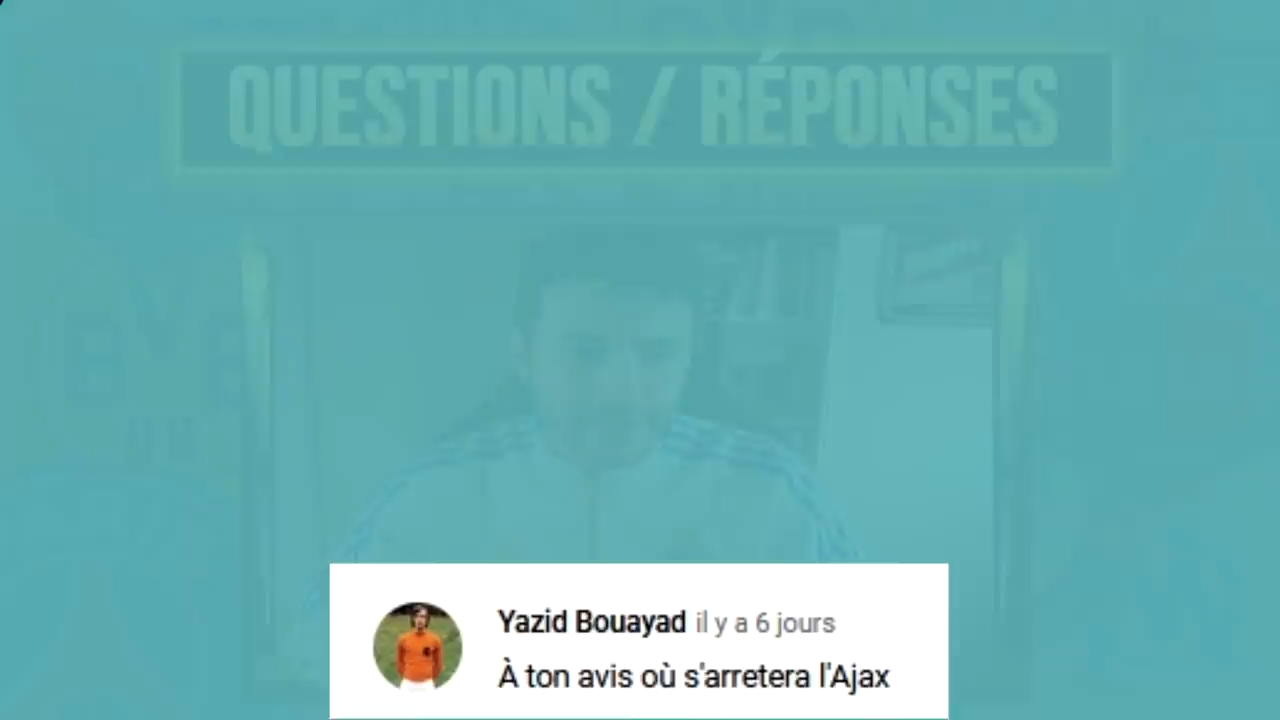 QUESTIONS / RÉPONSES
Yazid Bouayad il y a 6 jours
À ton avis où s'arretera l'Ajax